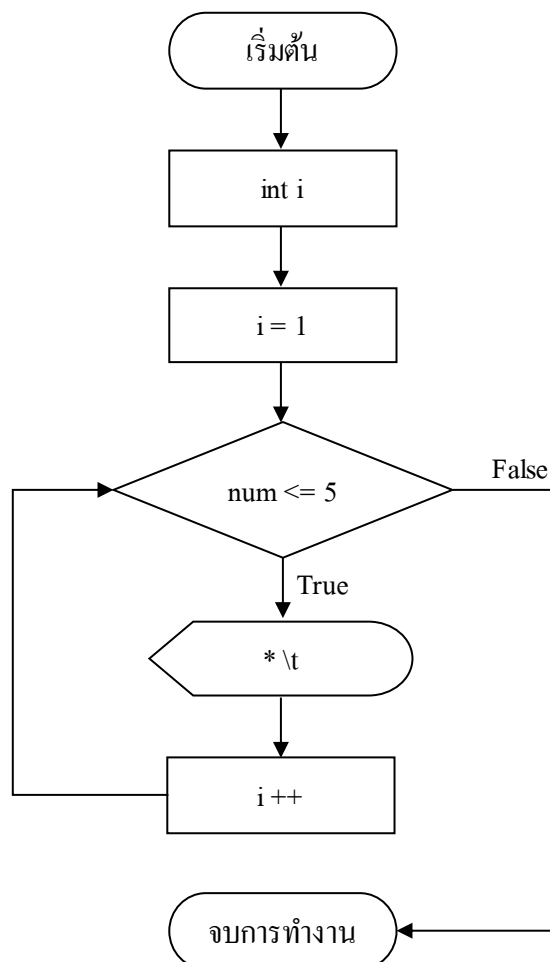 เริ่มต้น
int i
i = 1
num <= 5
False
True
* \t
i ++
จบการทำงาน